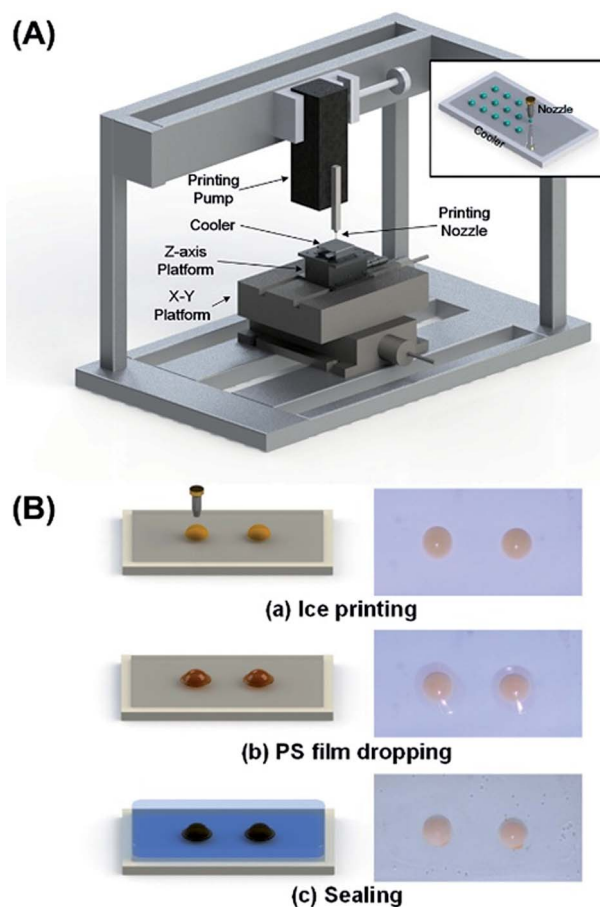 (A)
Nozzle
Cooler
Printing
Pump
Cooler
Printing
Nozzle
Z-axis
Platform
X-Y
Platform
(B)
(a) Ice printing
(b) PS film dropping
(c) Sealing